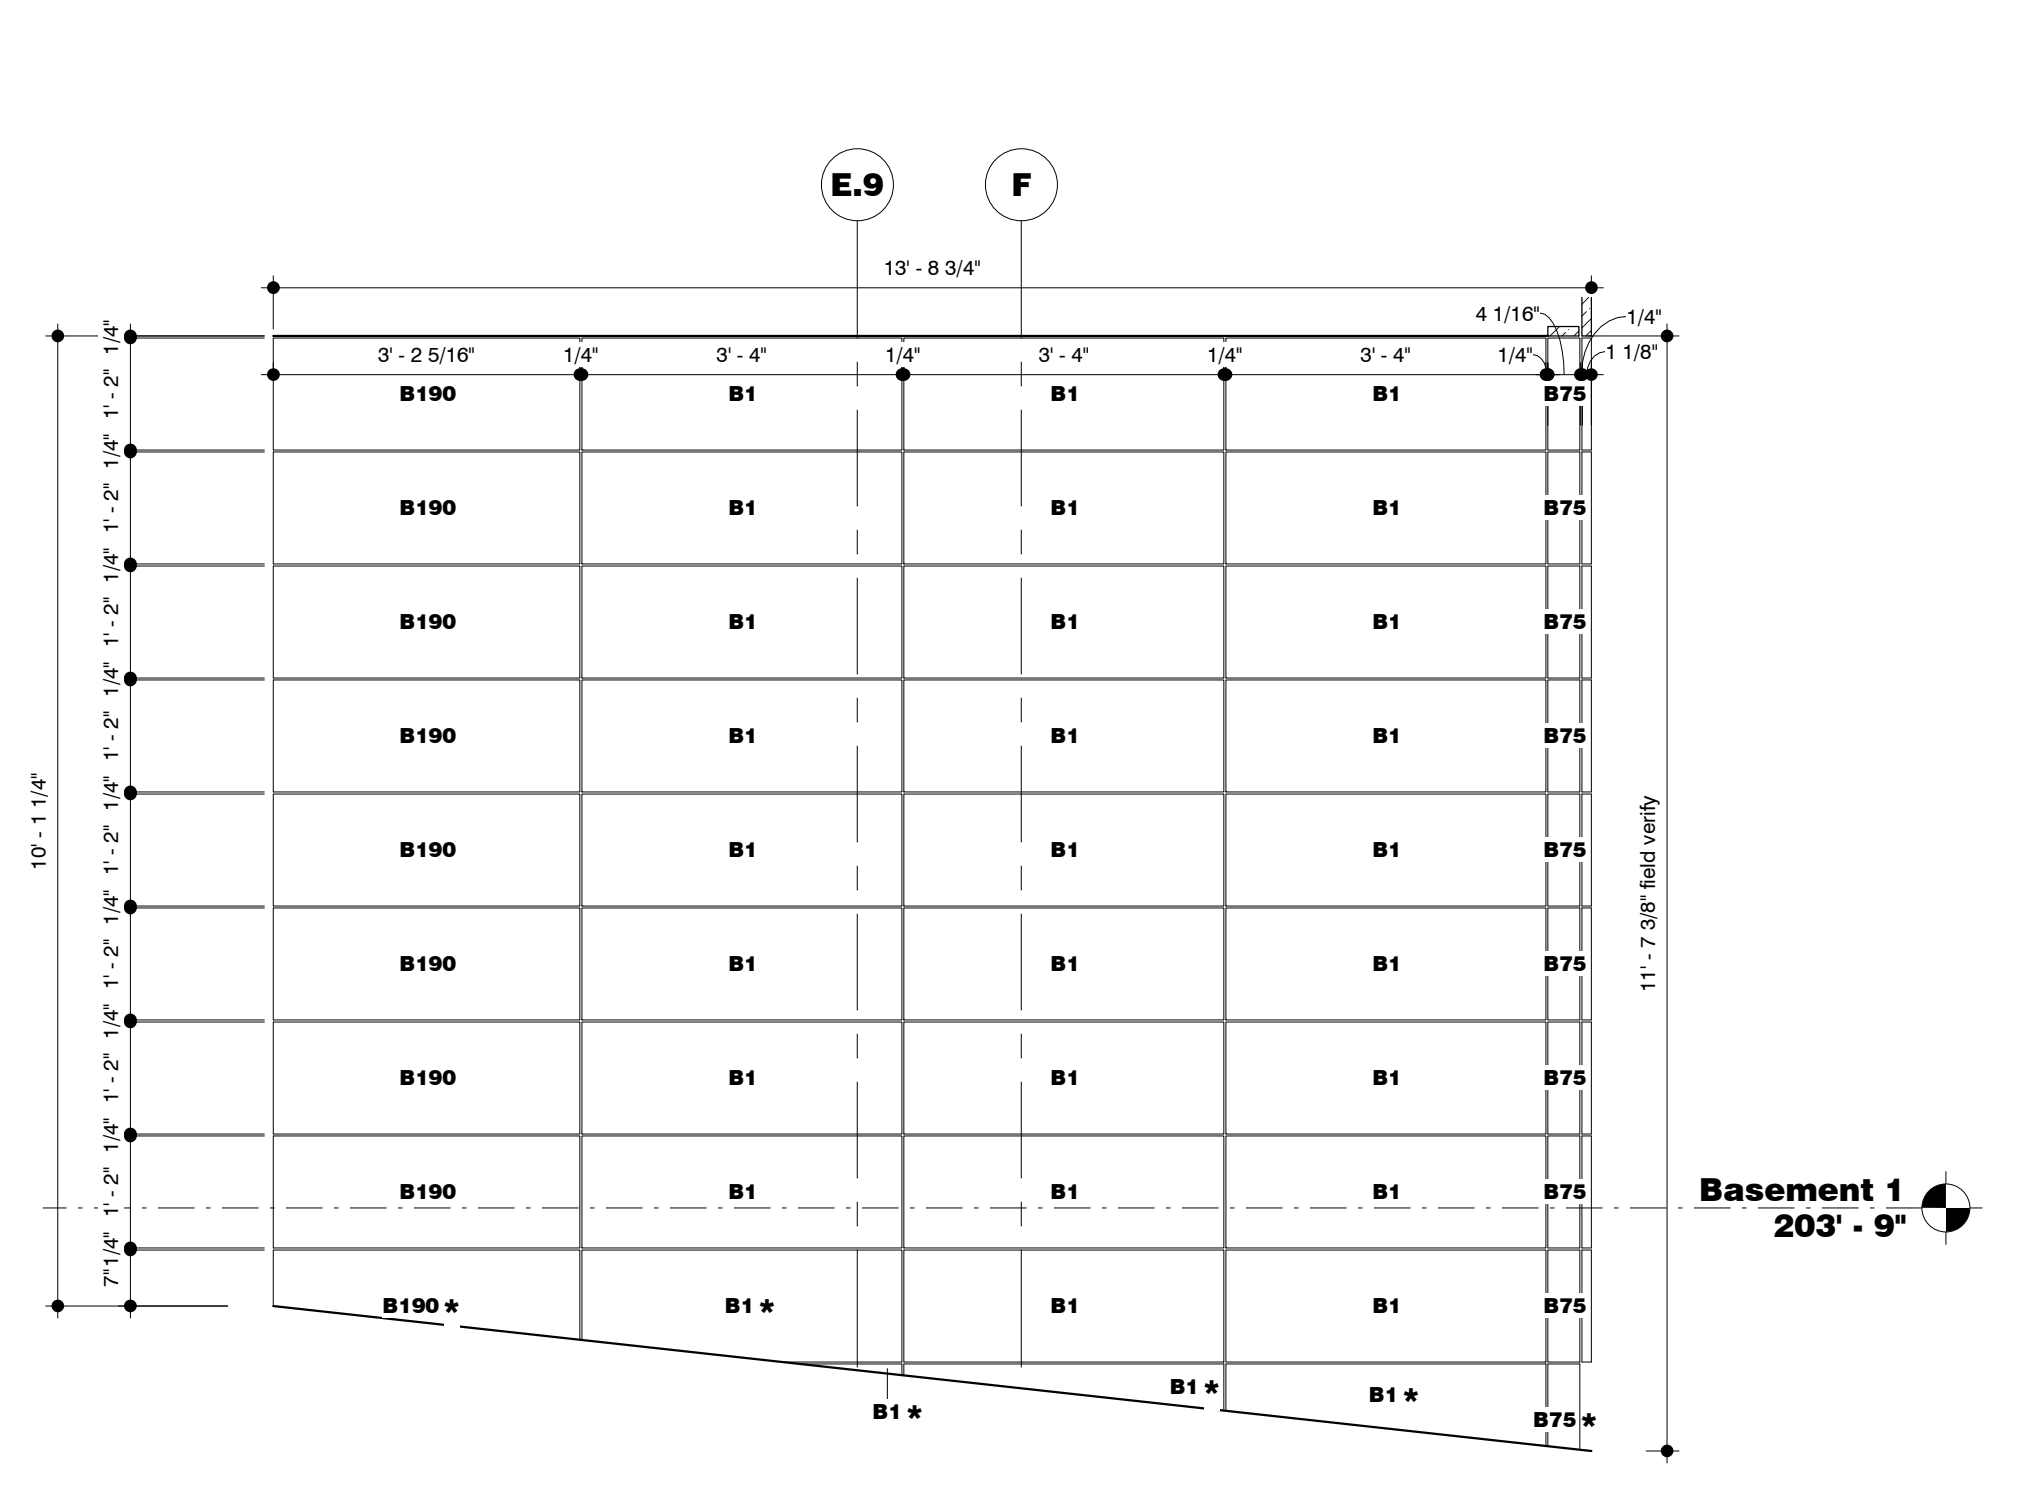 E.9 F
13' - 8 3/4"
4 1/16" 1/4"
3' - 2 5/16" 1/4" 3' - 4" 1/4" 3' - 4" 1/4" 3' - 4" 1/4" 1 1/8"
1/4"
1' - 2"
B190 B1 B1 B1 B75
1/4"
1' - 2"
B190 B1 B1 B1 B75
1/4"
1' - 2"
B190 B1 B1 B1 B75
1/4"
1' - 2"
B190 B1 B1 B1 B75
1/4"
10' - 1 1/4"
1' - 2"
B190 B1 B1 B1 B75
11' - 7 3/8" field verify
1/4"
1' - 2"
B190 B1 B1 B1 B75
1/4"
1' - 2"
B190 B1 B1 B1 B75
1/4"
1' - 2"
B190 B1 B1 B1 B75
Basement 1
203' - 9"
1/4"
7"
B190 * B1 * B1 B1 B75
B1 * B1 *
B1 * B75 *